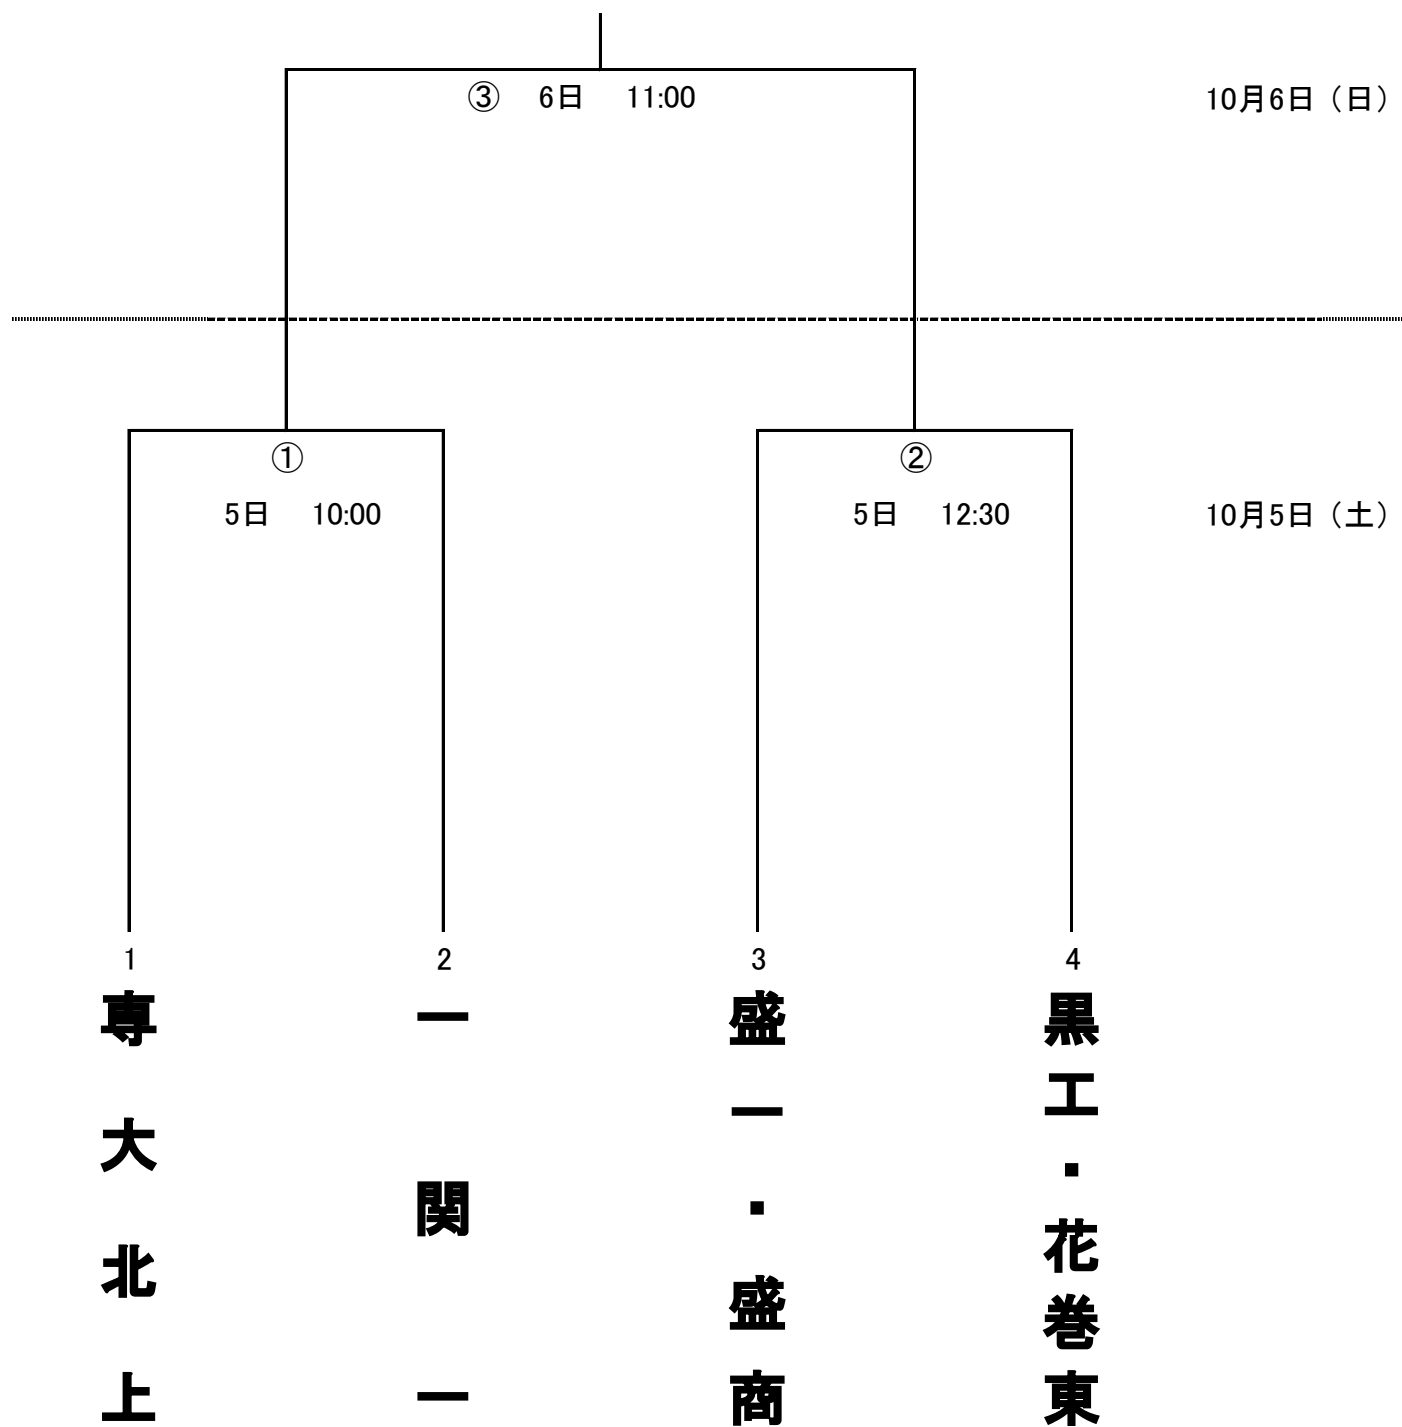 ③ 6日 11:00 10月6日（日）
①
②
5日 10:00
5日 12:30
10月5日（土）
1
2
3
4
専大北上
一関一
盛一・盛商
黒工・花巻東